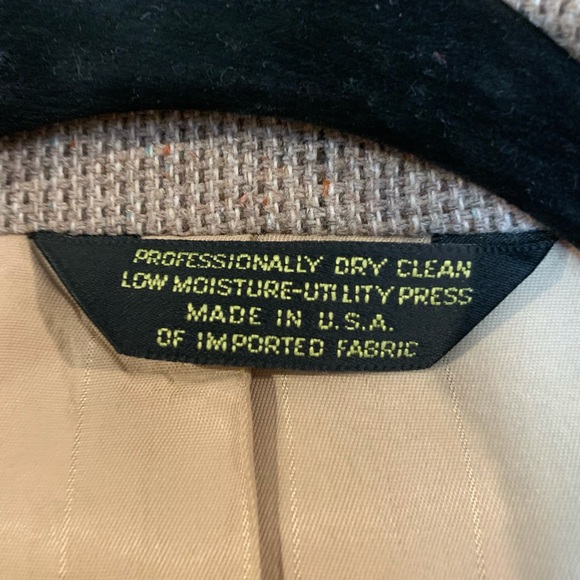 PROFESSIONALLY DRY CLEAN
LOW MOISTURE-UTILITY PRESS
MADE IN U.S.A.
OF IMPORTED FABRIC